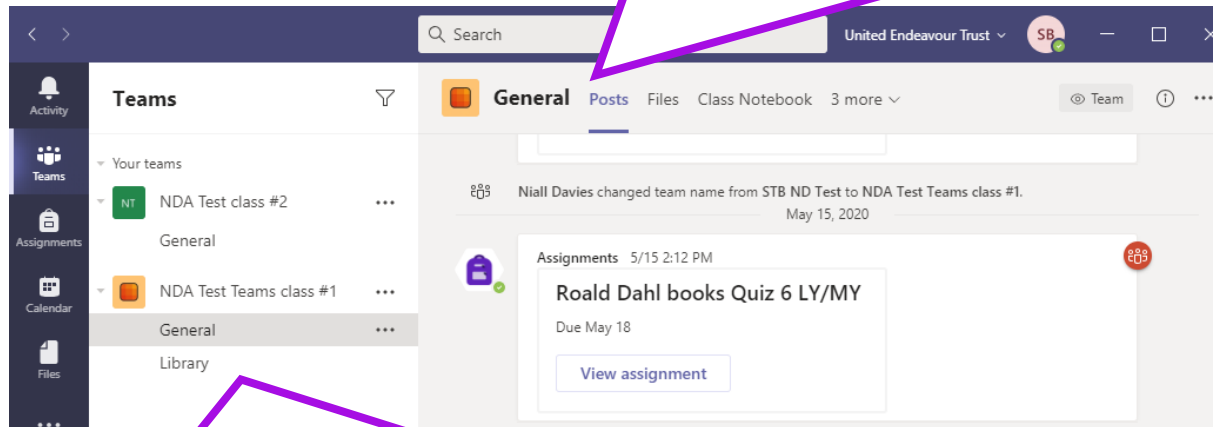 Search
United Endeavour Trust
SB
Activity
Teams
Assignments
Calendar
Files
Teams
Your teams
NT NDA Test class #2
General
NDA Test Teams class #1
General
Library
General Posts Files Class Notebook 3 more
Team
Niall Davies changed team name from STB ND Test to NDA Test Teams class #1.
May 15, 2020
Assignments 5/15 2:12 PM
Roald Dahl books Quiz 6 LY/MY
Due May 18
View assignment